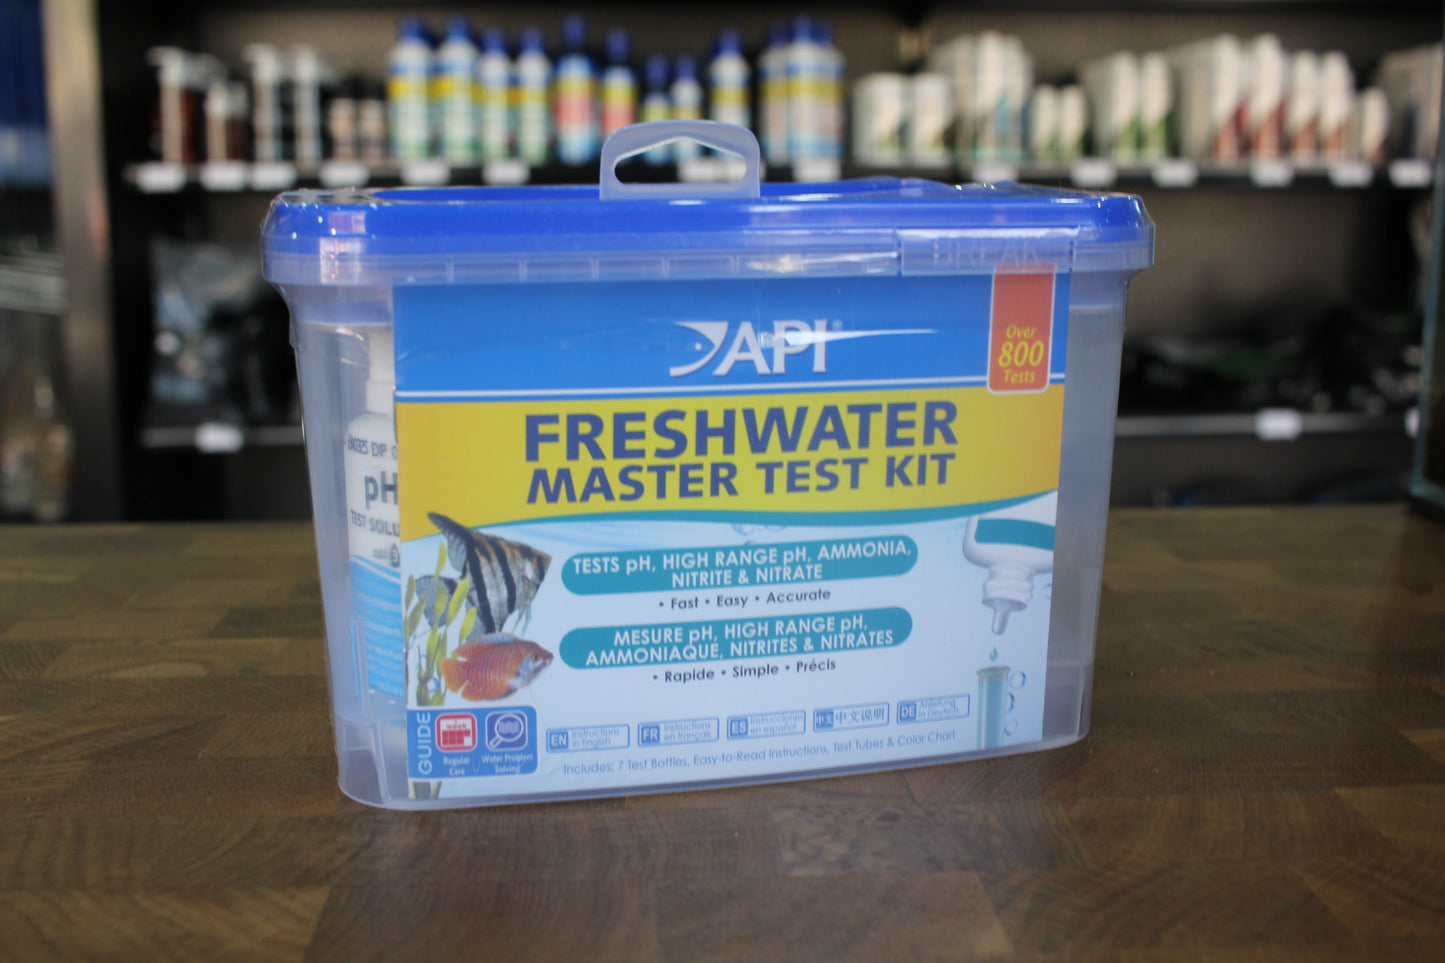 BREAK
API®
Over
800
Tests
FRESHWATER
MASTER TEST KIT
pH
TEST SOLU
TESTS pH, HIGH RANGE pH, AMMONIA,
NITRITE & NITRATE
• Fast • Easy • Accurate
MESURE pH, HIGH RANGE pH,
AMMONIAQUE, NITRITES & NITRATES
• Rapide • Simple • Précis
GUIDE
week
Regular
Care
Water Problem
Solving
EN Instructions
in English
FR Instructions
en français
ES Instrucciones
en español
中文 中文说明
DE Anleitung
in Deutsch
Includes: 7 Test Bottles, Easy-to-Read Instructions, Test Tubes & Color Chart